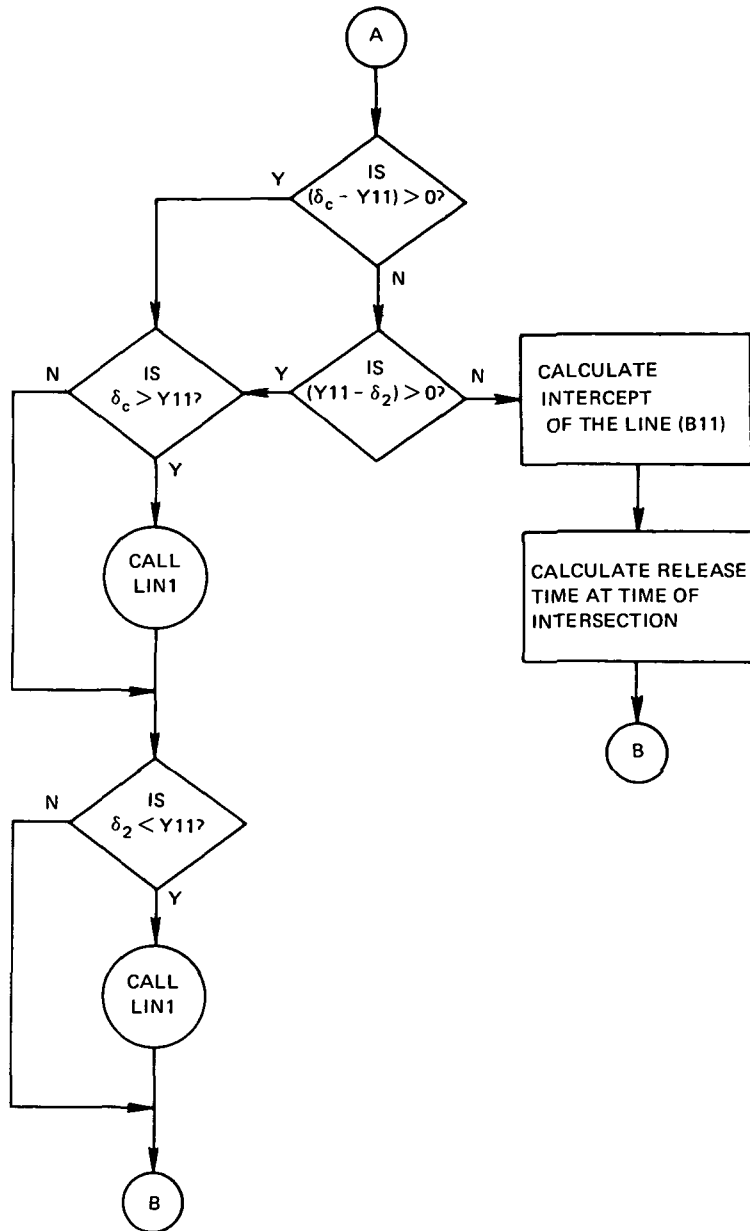 A
IS
(δc - Y11) > 0?
Y
N
IS
δc > Y11?
N
Y
IS
(Y11 - δ2) > 0?
Y
N
CALCULATE
INTERCEPT
OF THE LINE (B11)
CALL
LIN1
CALCULATE RELEASE
TIME AT TIME OF
INTERSECTION
B
IS
δ2 < Y11?
N
Y
CALL
LIN1
B